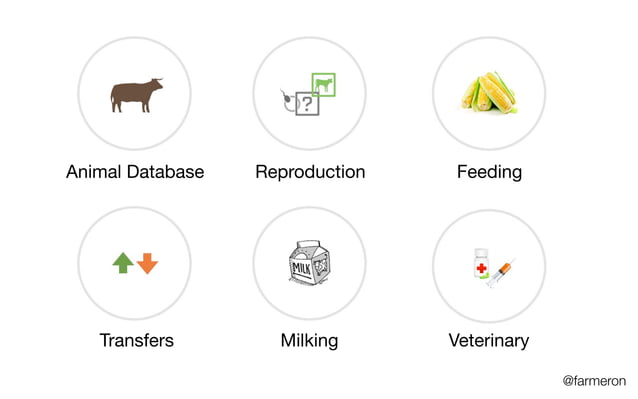 Animal Database
Reproduction
Feeding
?
MILK
Transfers
Milking
Veterinary
@farmeron